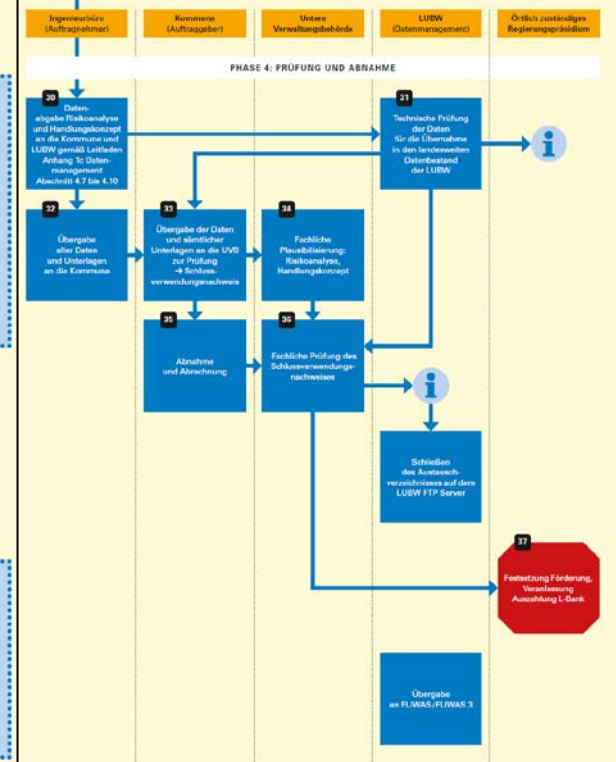 Ingenieurbüro
(Auftragnehmer)
Kommune
(Auftraggeber)
Untere
Verwaltungsbehörde
LUBW
(Datenmanagement)
Örtlich zuständiges
Regierungspräsidium
PHASE 4: PRÜFUNG UND ABNAHME
30
Daten-
abgabe Risikoanalyse
und Handlungskonzept
an die Kommune und
LUBW gemäß Leitfaden
Anhang 1c Daten-
management
Abschnitt 4.7 bis 4.10
31
Technische Prüfung
der Daten
für die Übernahme
in den landesweiten
Datenbestand
der LUBW
i
32
Übergabe
aller Daten
und Unterlagen
an die Kommune
33
Übergabe der Daten
und sämtlicher
Unterlagen an die UVB
zur Prüfung
→ Schluss-
verwendungsnachweis
34
Fachliche
Plausibilisierung:
Risikoanalyse,
Handlungskonzept
35
Abnahme
und Abrechnung
36
Fachliche Prüfung des
Schlussverwendungs-
nachweises
i
Schließen
des Austausch-
verzeichnisses auf dem
LUBW FTP Server
37
Festsetzung Förderung,
Veranlassung
Auszahlung L-Bank
Übergabe
an FLIWAS/FLIWAS 3